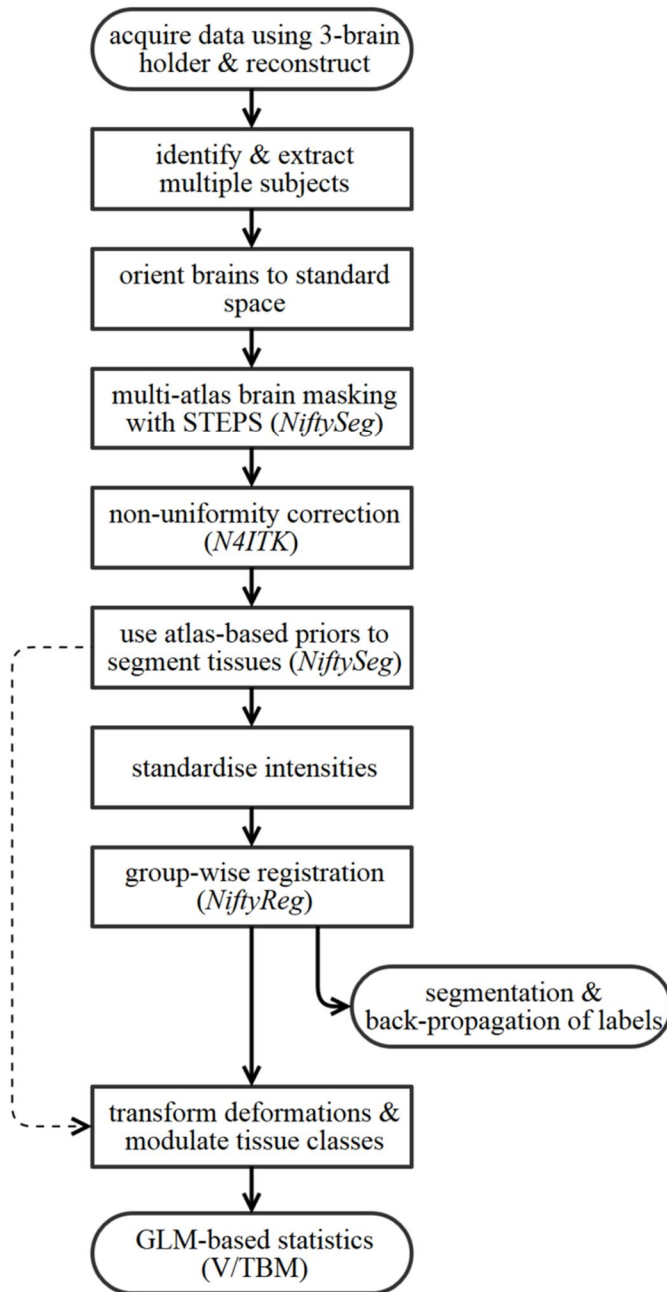 acquire data using 3-brain
holder & reconstruct
identify & extract
multiple subjects
orient brains to standard
space
multi-atlas brain masking
with STEPS (NiftySeg)
non-uniformity correction
(N4ITK)
use atlas-based priors to
segment tissues (NiftySeg)
standardise intensities
group-wise registration
(NiftyReg)
segmentation &
back-propagation of labels
transform deformations &
modulate tissue classes
GLM-based statistics
(V/TBM)